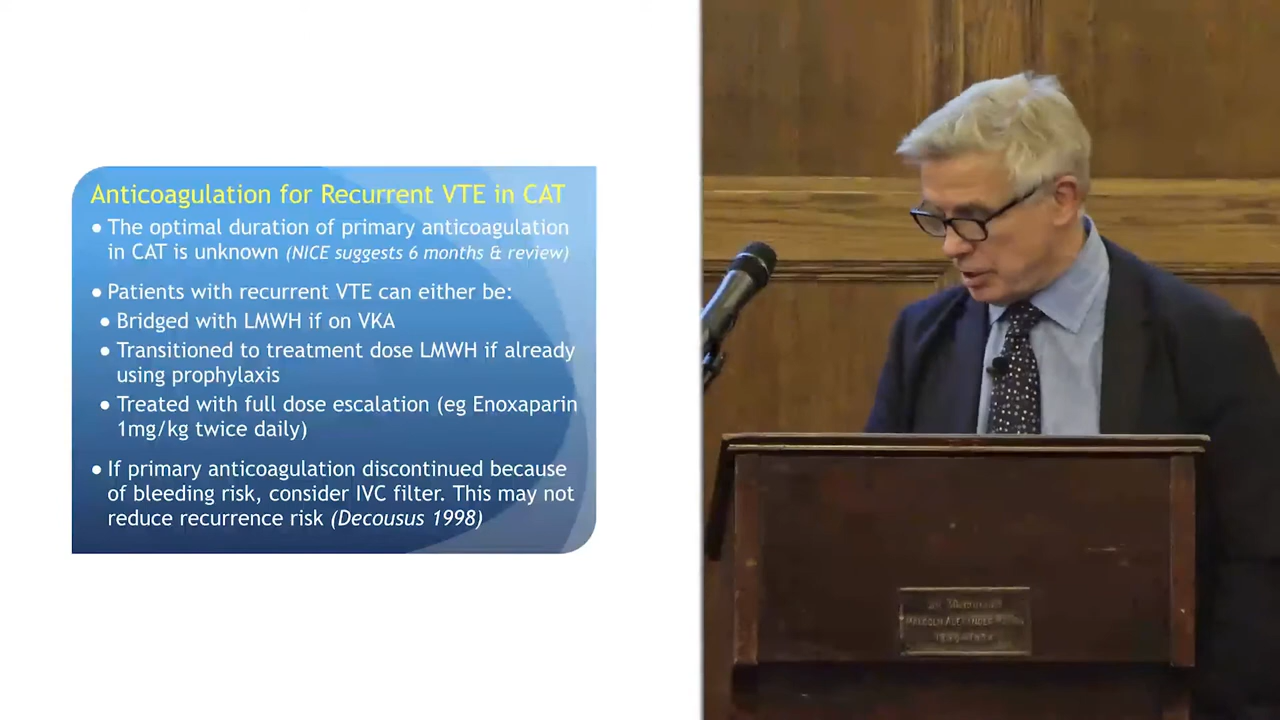 Anticoagulation for Recurrent VTE in CAT
● The optimal duration of primary anticoagulation
in CAT is unknown (NICE suggests 6 months & review)
● Patients with recurrent VTE can either be:
● Bridged with LMWH if on VKA
● Transitioned to treatment dose LMWH if already
using prophylaxis
● Treated with full dose escalation (eg Enoxaparin
1mg/kg twice daily)
● If primary anticoagulation discontinued because
of bleeding risk, consider IVC filter. This may not
reduce recurrence risk (Decousus 1998)
MALCOLM ALEXANDER